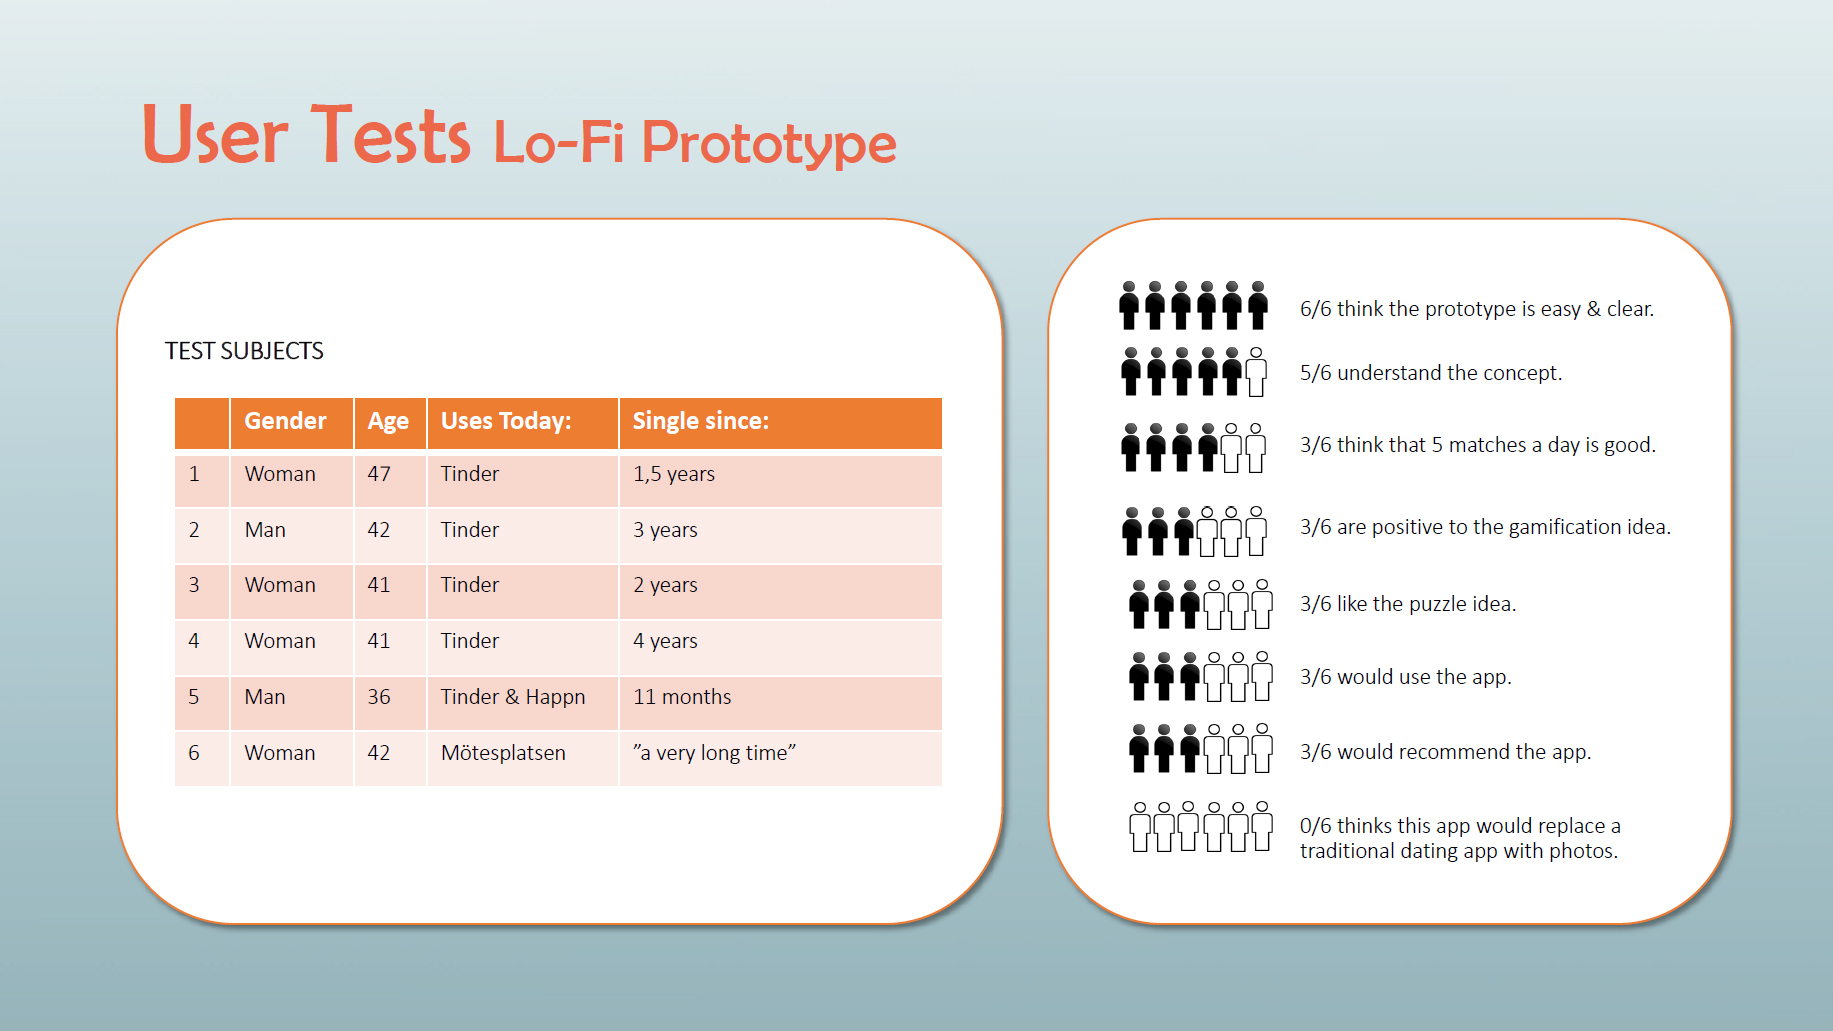 User Tests Lo-Fi Prototype
TEST SUBJECTS
Gender Age Uses Today: Single since:
1 Woman 47 Tinder 1,5 years
2 Man 42 Tinder 3 years
3 Woman 41 Tinder 2 years
4 Woman 41 Tinder 4 years
5 Man 36 Tinder & Happn 11 months
6 Woman 42 Mötesplatsen ”a very long time”
6/6 think the prototype is easy & clear.
5/6 understand the concept.
3/6 think that 5 matches a day is good.
3/6 are positive to the gamification idea.
3/6 like the puzzle idea.
3/6 would use the app.
3/6 would recommend the app.
0/6 thinks this app would replace a
traditional dating app with photos.